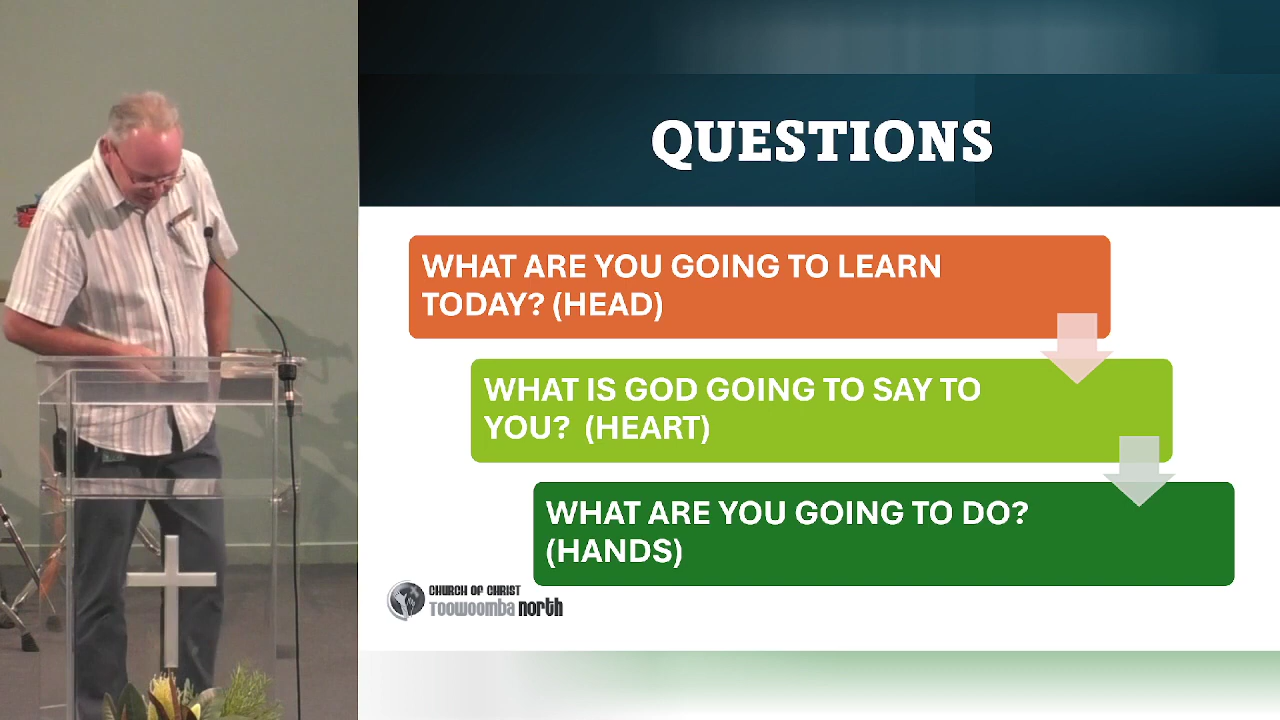 QUESTIONS
WHAT ARE YOU GOING TO LEARN
TODAY? (HEAD)
WHAT IS GOD GOING TO SAY TO
YOU? (HEART)
WHAT ARE YOU GOING TO DO?
(HANDS)
CHURCH OF CHRIST
TOOWOOMBA NORTH